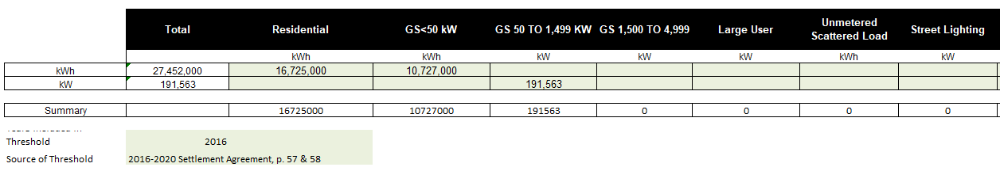 Total Residential GS<50 kW GS 50 TO 1,499 KW GS 1,500 TO 4,999 Large User Unmetered Scattered Load Street Lighting
kWh kWh kW kW kW kWh kW
kWh 27,452,000 16,725,000 10,727,000
kW 191,563 191,563
Summary 16725000 10727000 191563 0 0 0 0
Threshold 2016
Source of Threshold 2016-2020 Settlement Agreement, p. 57 & 58